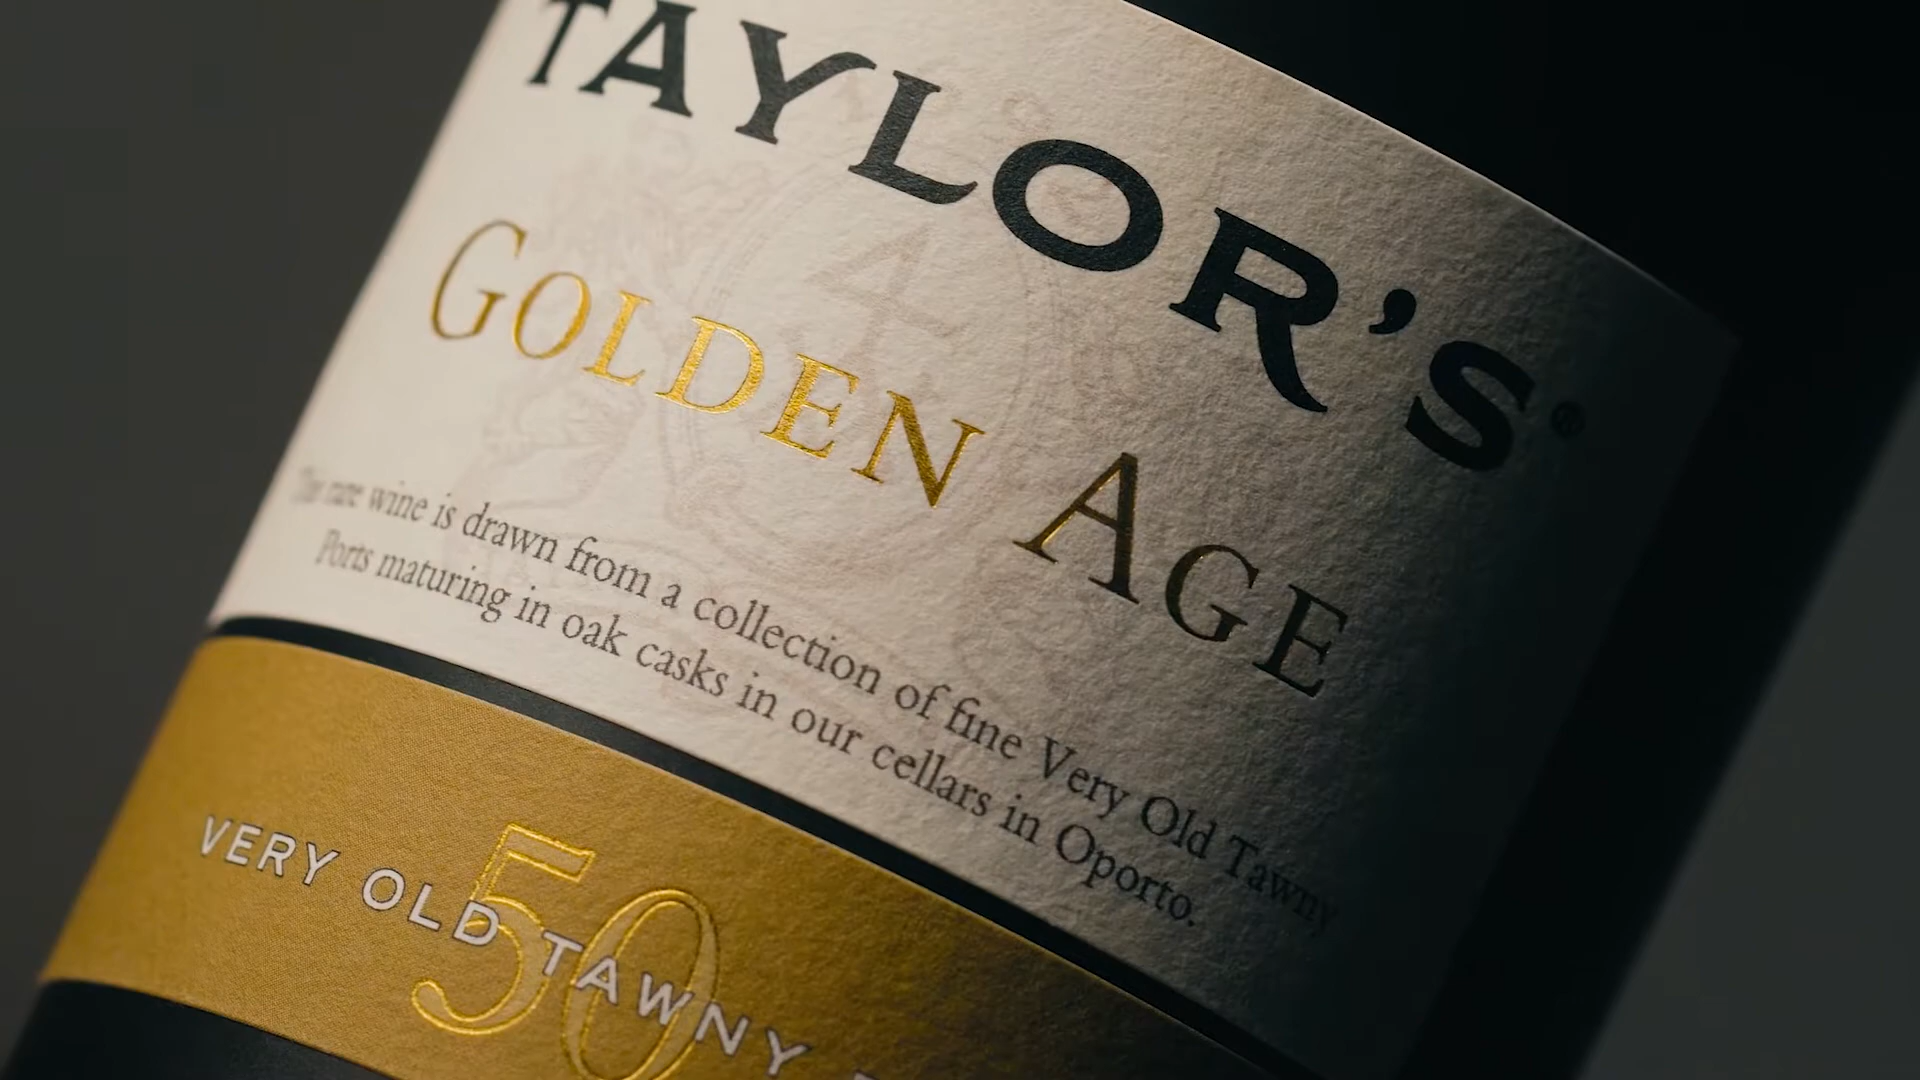 TAYLOR'S®
GOLDEN AGE
This rare wine is drawn from a collection of fine Very Old Tawny
Ports maturing in oak casks in our cellars in Oporto.
50
VERY OLD TAWNY